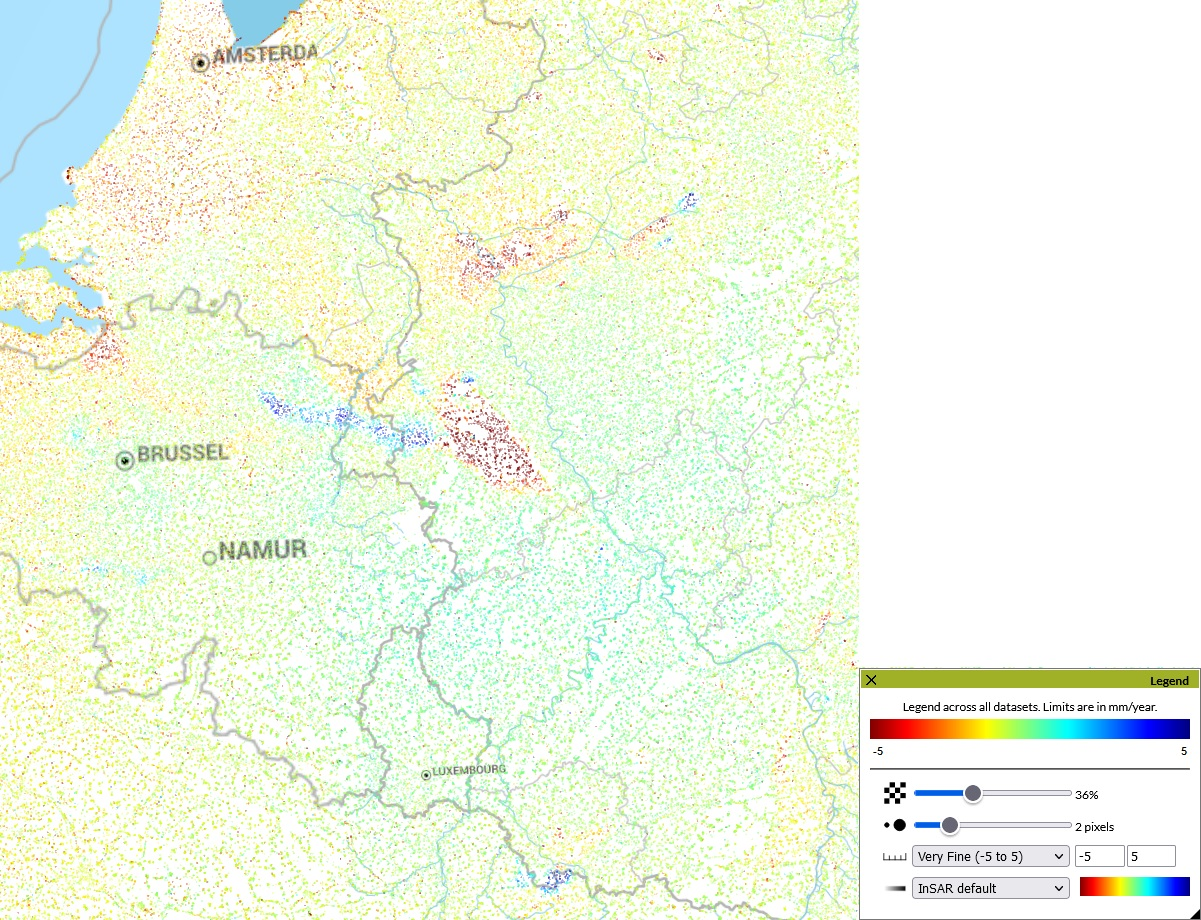 AMSTERDA
BRUSSEL
NAMUR
LUXEMBOURG
Legend
Legend across all datasets. Limits are in mm/year.
-5 5
36%
2 pixels
Very Fine (-5 to 5) -5 5
InSAR default